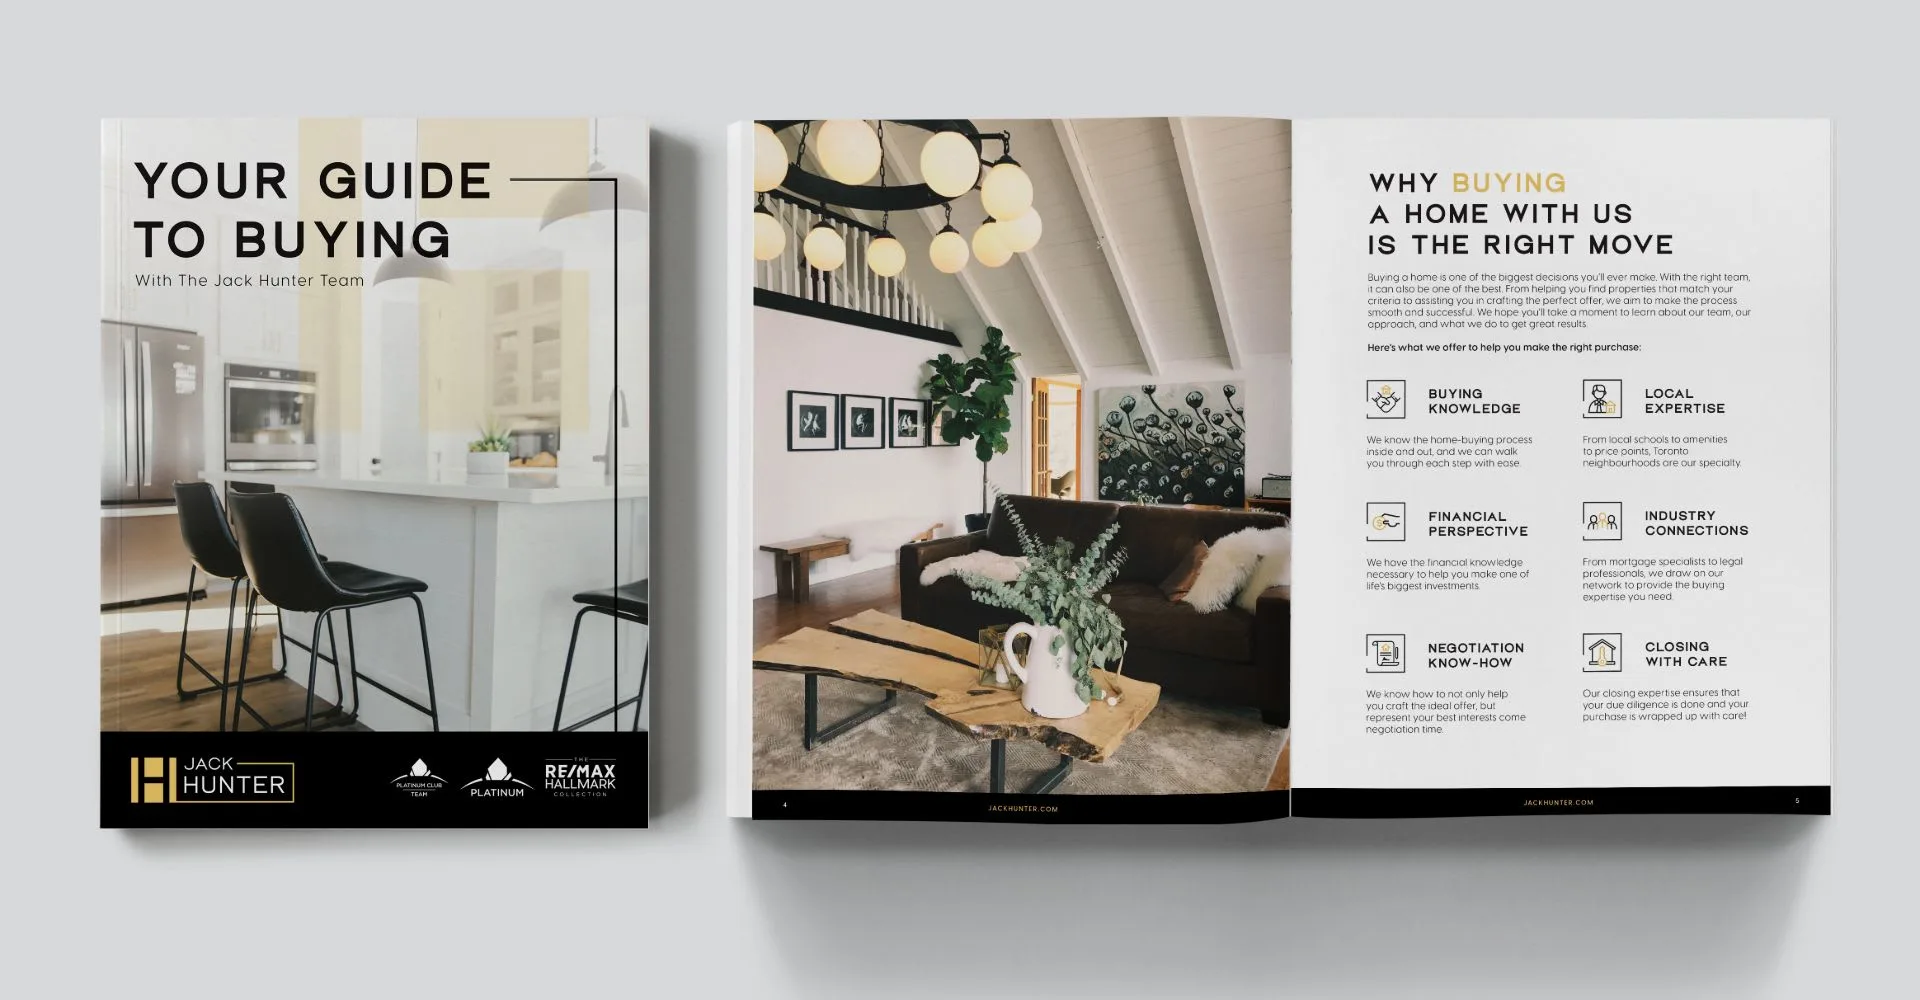 YOUR GUIDE
TO BUYING
With The Jack Hunter Team
JACK
HUNTER
PLATINUM CLUB
TEAM
PLATINUM
THE
RE/MAX
HALLMARK
COLLECTION
4
JACKHUNTER.COM
WHY BUYING
A HOME WITH US
IS THE RIGHT MOVE
Buying a home is one of the biggest decisions you'll ever make. With the right team,
it can also be one of the best. From helping you find properties that match your
criteria to assisting you in crafting the perfect offer, we aim to make the process
smooth and successful. We hope you'll take a moment to learn about our team, our
approach, and what we do to get great results.
Here's what we offer to help you make the right purchase:
BUYING
KNOWLEDGE
We know the home-buying process
inside and out, and we can walk
you through each step with ease.
LOCAL
EXPERTISE
From local schools to amenities
to price points, Toronto
neighbourhoods are our specialty.
FINANCIAL
PERSPECTIVE
We have the financial knowledge
necessary to help you make one of
life's biggest investments.
INDUSTRY
CONNECTIONS
From mortgage specialists to legal
professionals, we draw on our
network to provide the buying
expertise you need.
NEGOTIATION
KNOW-HOW
We know how to not only help
you craft the ideal offer, but
represent your best interests come
negotiation time.
CLOSING
WITH CARE
Our closing expertise ensures that
your due diligence is done and your
purchase is wrapped up with care!
JACKHUNTER.COM
5